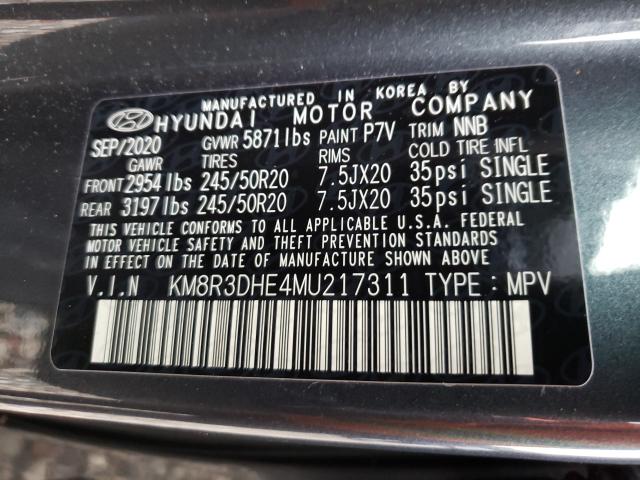 MANUFACTURED IN KOREA BY
HYUNDAI MOTOR COMPANY
SEP/2020 GVWR 5871lbs PAINT P7V TRIM NNB
GAWR TIRES RIMS COLD TIRE INFL
FRONT 2954lbs 245/50R20 7.5JX20 35psi SINGLE
REAR 3197lbs 245/50R20 7.5JX20 35psi SINGLE
THIS VEHICLE CONFORMS TO ALL APPLICABLE U.S.A. FEDERAL
MOTOR VEHICLE SAFETY AND THEFT PREVENTION STANDARDS
IN EFFECT ON THE DATE OF MANUFACTURE SHOWN ABOVE
V.I.N KM8R3DHE4MU217311 TYPE : MPV